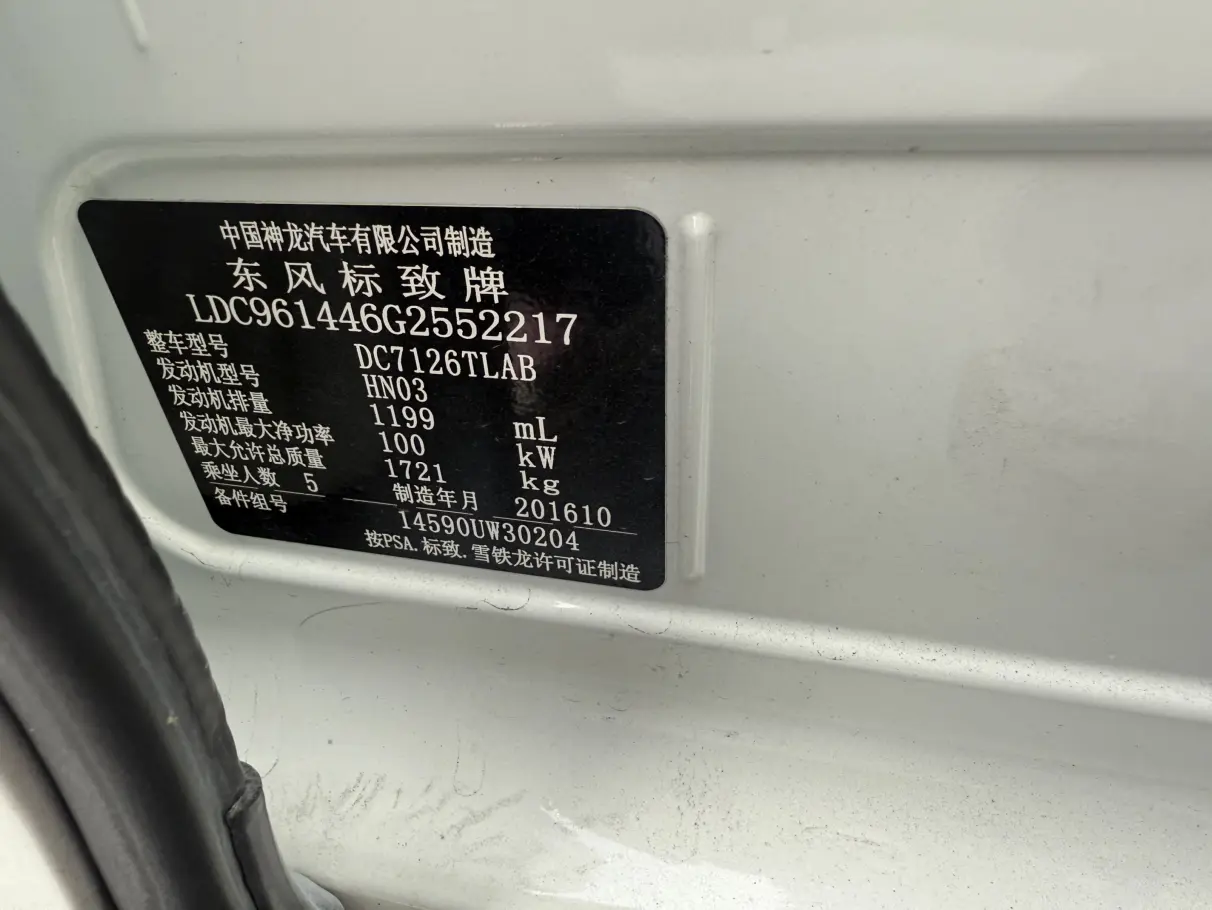 中国神龙汽车有限公司制造
东风标致牌
LDC961446G2552217
整车型号 DC7126TLAB
发动机型号 HN03
发动机排量 1199 mL
发动机最大净功率 100 kW
最大允许总质量 1721 kg
乘坐人数 5 制造年月 201610
备件组号 14590UW30204
按PSA.标致.雪铁龙许可证制造